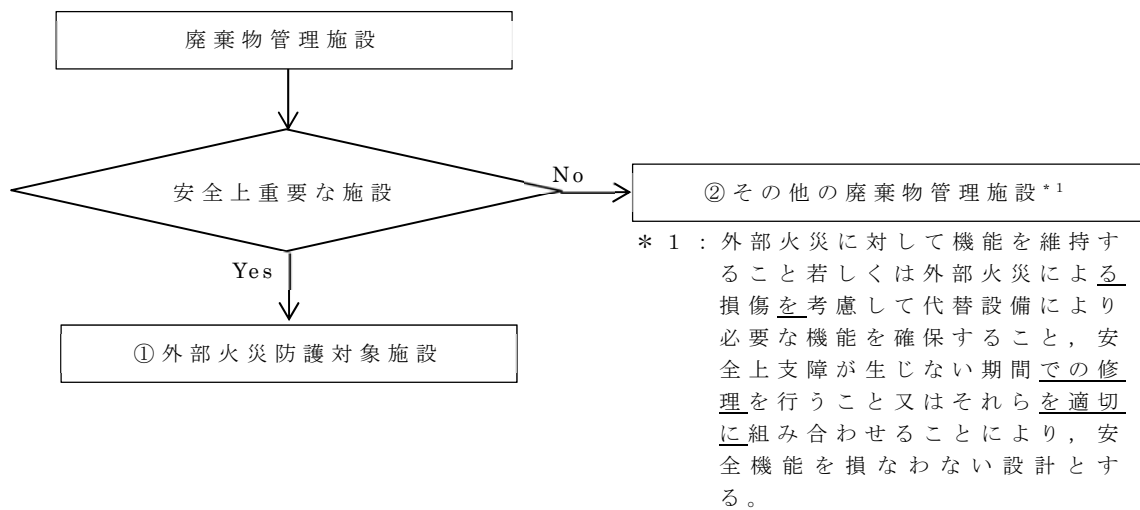 廃棄物管理施設
安全上重要な施設
No
②その他の廃棄物管理施設*1
*1:外部火災に対して機能を維持す
ること若しくは外部火災による
損傷を考慮して代替設備により
必要な機能を確保すること,安
全上支障が生じない期間での修
理を行うこと又はそれらを適切
に組み合わせることにより,安
全機能を損なわない設計とす
る。
Yes
①外部火災防護対象施設